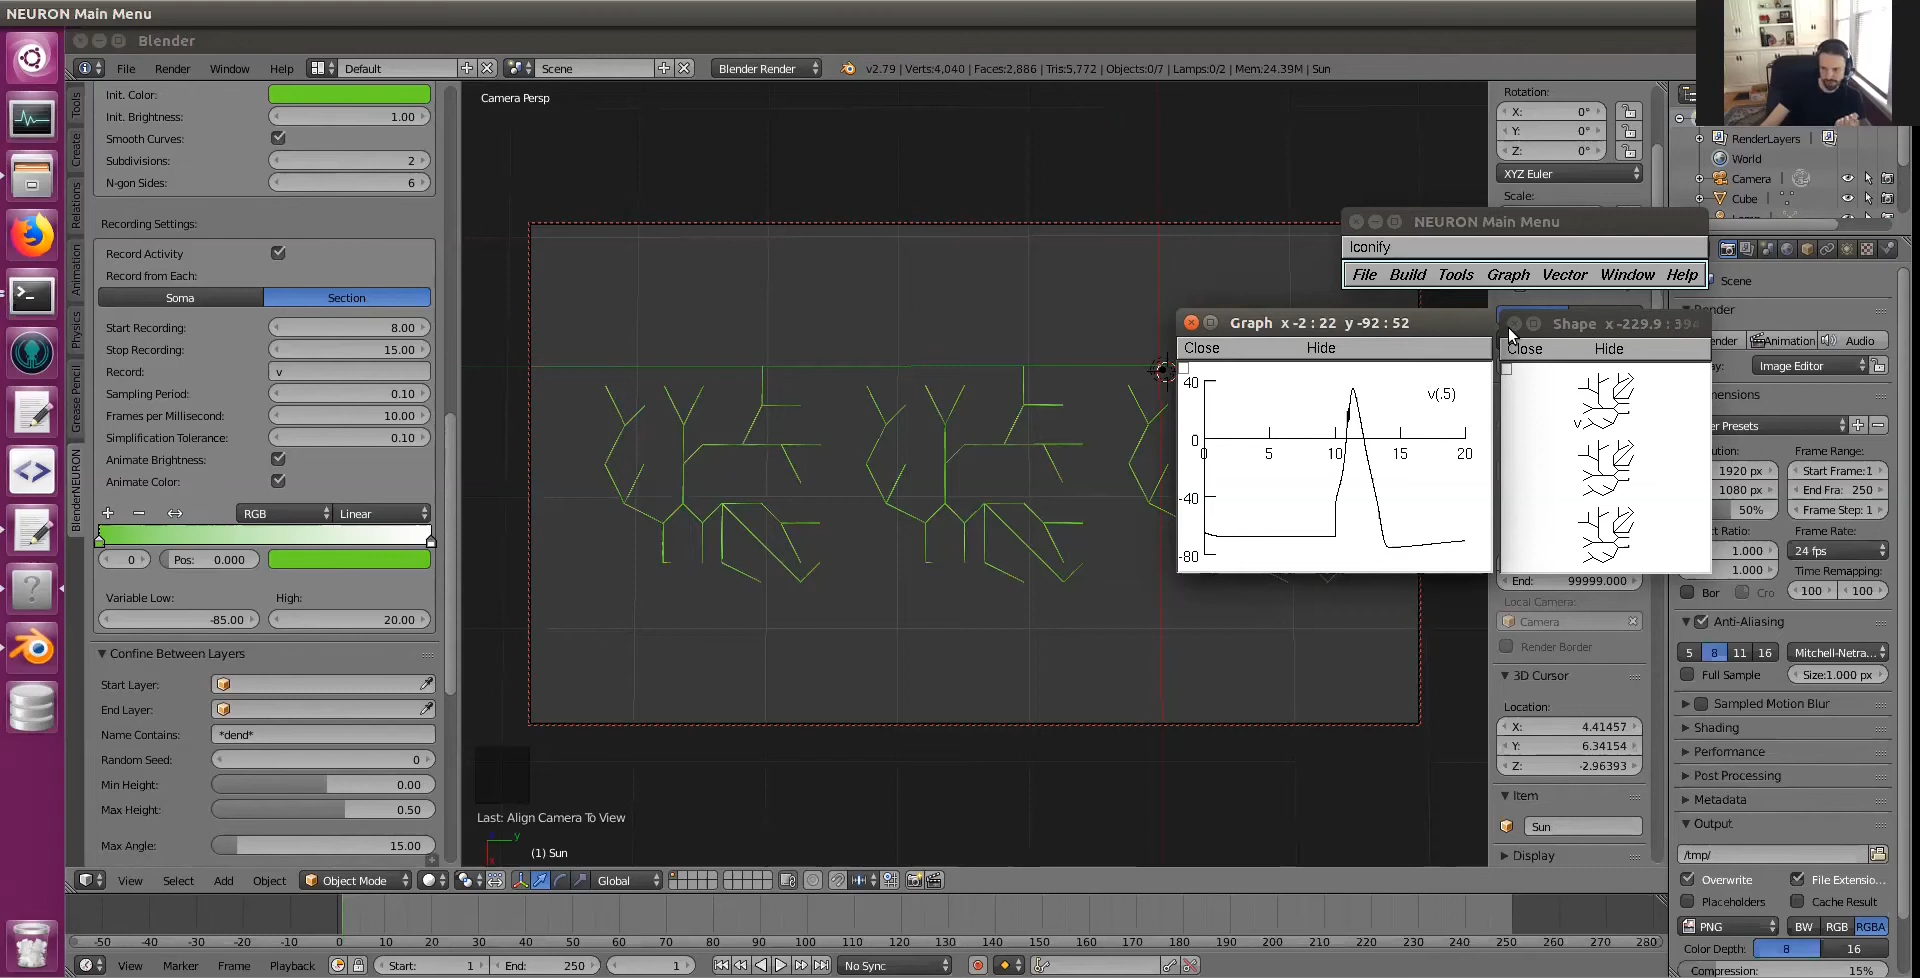 NEURON Main Menu
Blender
File Render Window Help Default Scene Blender Render v2.79 | Verts:4,040 | Faces:2,886 | Tris:5,772 | Objects:0/7 | Lamps:0/2 | Mem:24.39M | Sun
Init. Color:
Init. Brightness: 1.00
Smooth Curves:
Subdivisions: 2
N-gon Sides: 6
Recording Settings:
Record Activity
Record from Each:
Soma Section
Start Recording: 8.00
Stop Recording: 15.00
Record: v
Sampling Period: 0.10
Frames per Millisecond: 10.00
Simplification Tolerance: 0.10
Animate Brightness:
Animate Color:
RGB Linear
0 Pos: 0.000
Variable Low: High:
-85.00 20.00
Confine Between Layers
Start Layer:
End Layer:
Name Contains: *dend*
Random Seed: 0
Min Height: 0.00
Max Height: 0.50
Max Angle: 15.00
Tools
Create
Relations
Animation
Physics
Grease Pencil
BlenderNEURON
Camera Persp
Last: Align Camera To View
y
x
(1) Sun
View Select Add Object Object Mode Global
-50 -40 -30 -20 -10 0 10 20 30 40 50 60 70 80 90 100 110 120 130 140 150 160 170 180 190 200 210 220 230 240 250 260 270 280
View Marker Frame Playback Start: 1 End: 250 1 No Sync
NEURON Main Menu
Iconify
File Build Tools Graph Vector Window Help
Graph x -2 : 22 y -92 : 52
Close Hide
40
v(.5)
0
0 5 10 15 20
-40
-80
Shape x -229.9 : 394
Close Hide
v
Rotation:
X: 0°
Y: 0°
Z: 0°
XYZ Euler
Scale:
End: 99999.000
Local Camera:
Camera
Render Border
3D Cursor
Location:
X: 4.41457
Y: 6.34154
Z: -2.96393
Item
Sun
Display
RenderLayers
World
Camera
Cube
Scene
Render
Animation Audio
Image Editor
Presets
Frame Range:
1920 px Start Frame:1
1080 px End Fra: 250
50% Frame Step: 1
Frame Rate:
1.000 24 fps
1.000 Time Remapping:
Bor Cro 100 100
Anti-Aliasing
5 8 11 16 Mitchell-Netra...
Full Sample Size:1.000 px
Sampled Motion Blur
Shading
Performance
Post Processing
Metadata
Output
/tmp/
Overwrite File Extensio...
Placeholders Cache Result
PNG BW RGB RGBA
Color Depth: 8 16
Compression: 15%